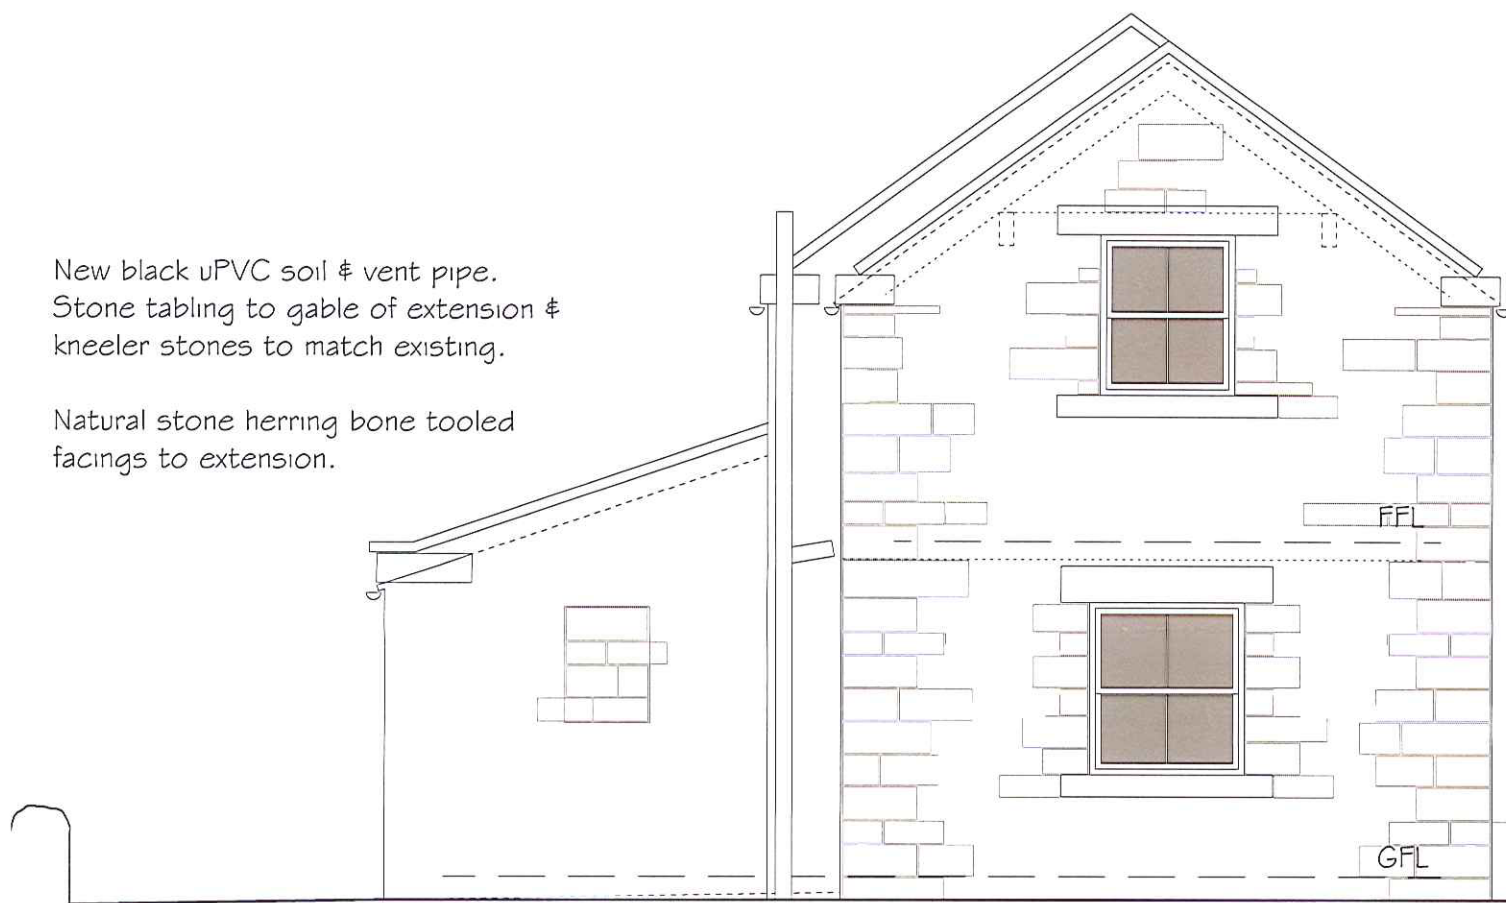 New black uPVC soil & vent pipe.
Stone tabling to gable of extension &
kneeler stones to match existing.
Natural stone herring bone tooled
facings to extension.
FFL
GFL